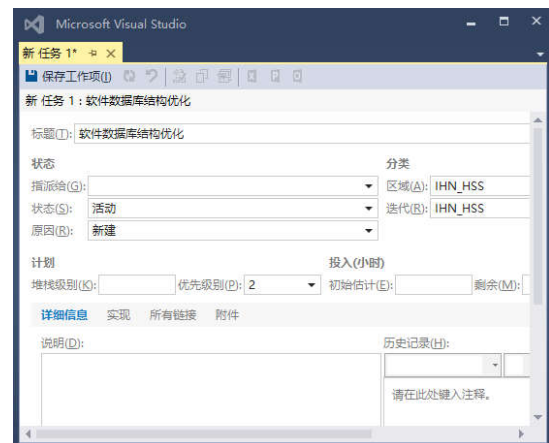 Microsoft Visual Studio
新 任务 1*
保存工作项(I)
新 任务 1 : 软件数据库结构优化
标题(T): 软件数据库结构优化
状态 分类
指派给(G): 区域(A): IHN_HSS
状态(S): 活动 迭代(R): IHN_HSS
原因(R): 新建
计划 投入(小时)
堆栈级别(K): 优先级别(P): 2 初始估计(E): 剩余(M):
详细信息 实现 所有链接 附件
说明(D): 历史记录(H):
请在此处键入注释。